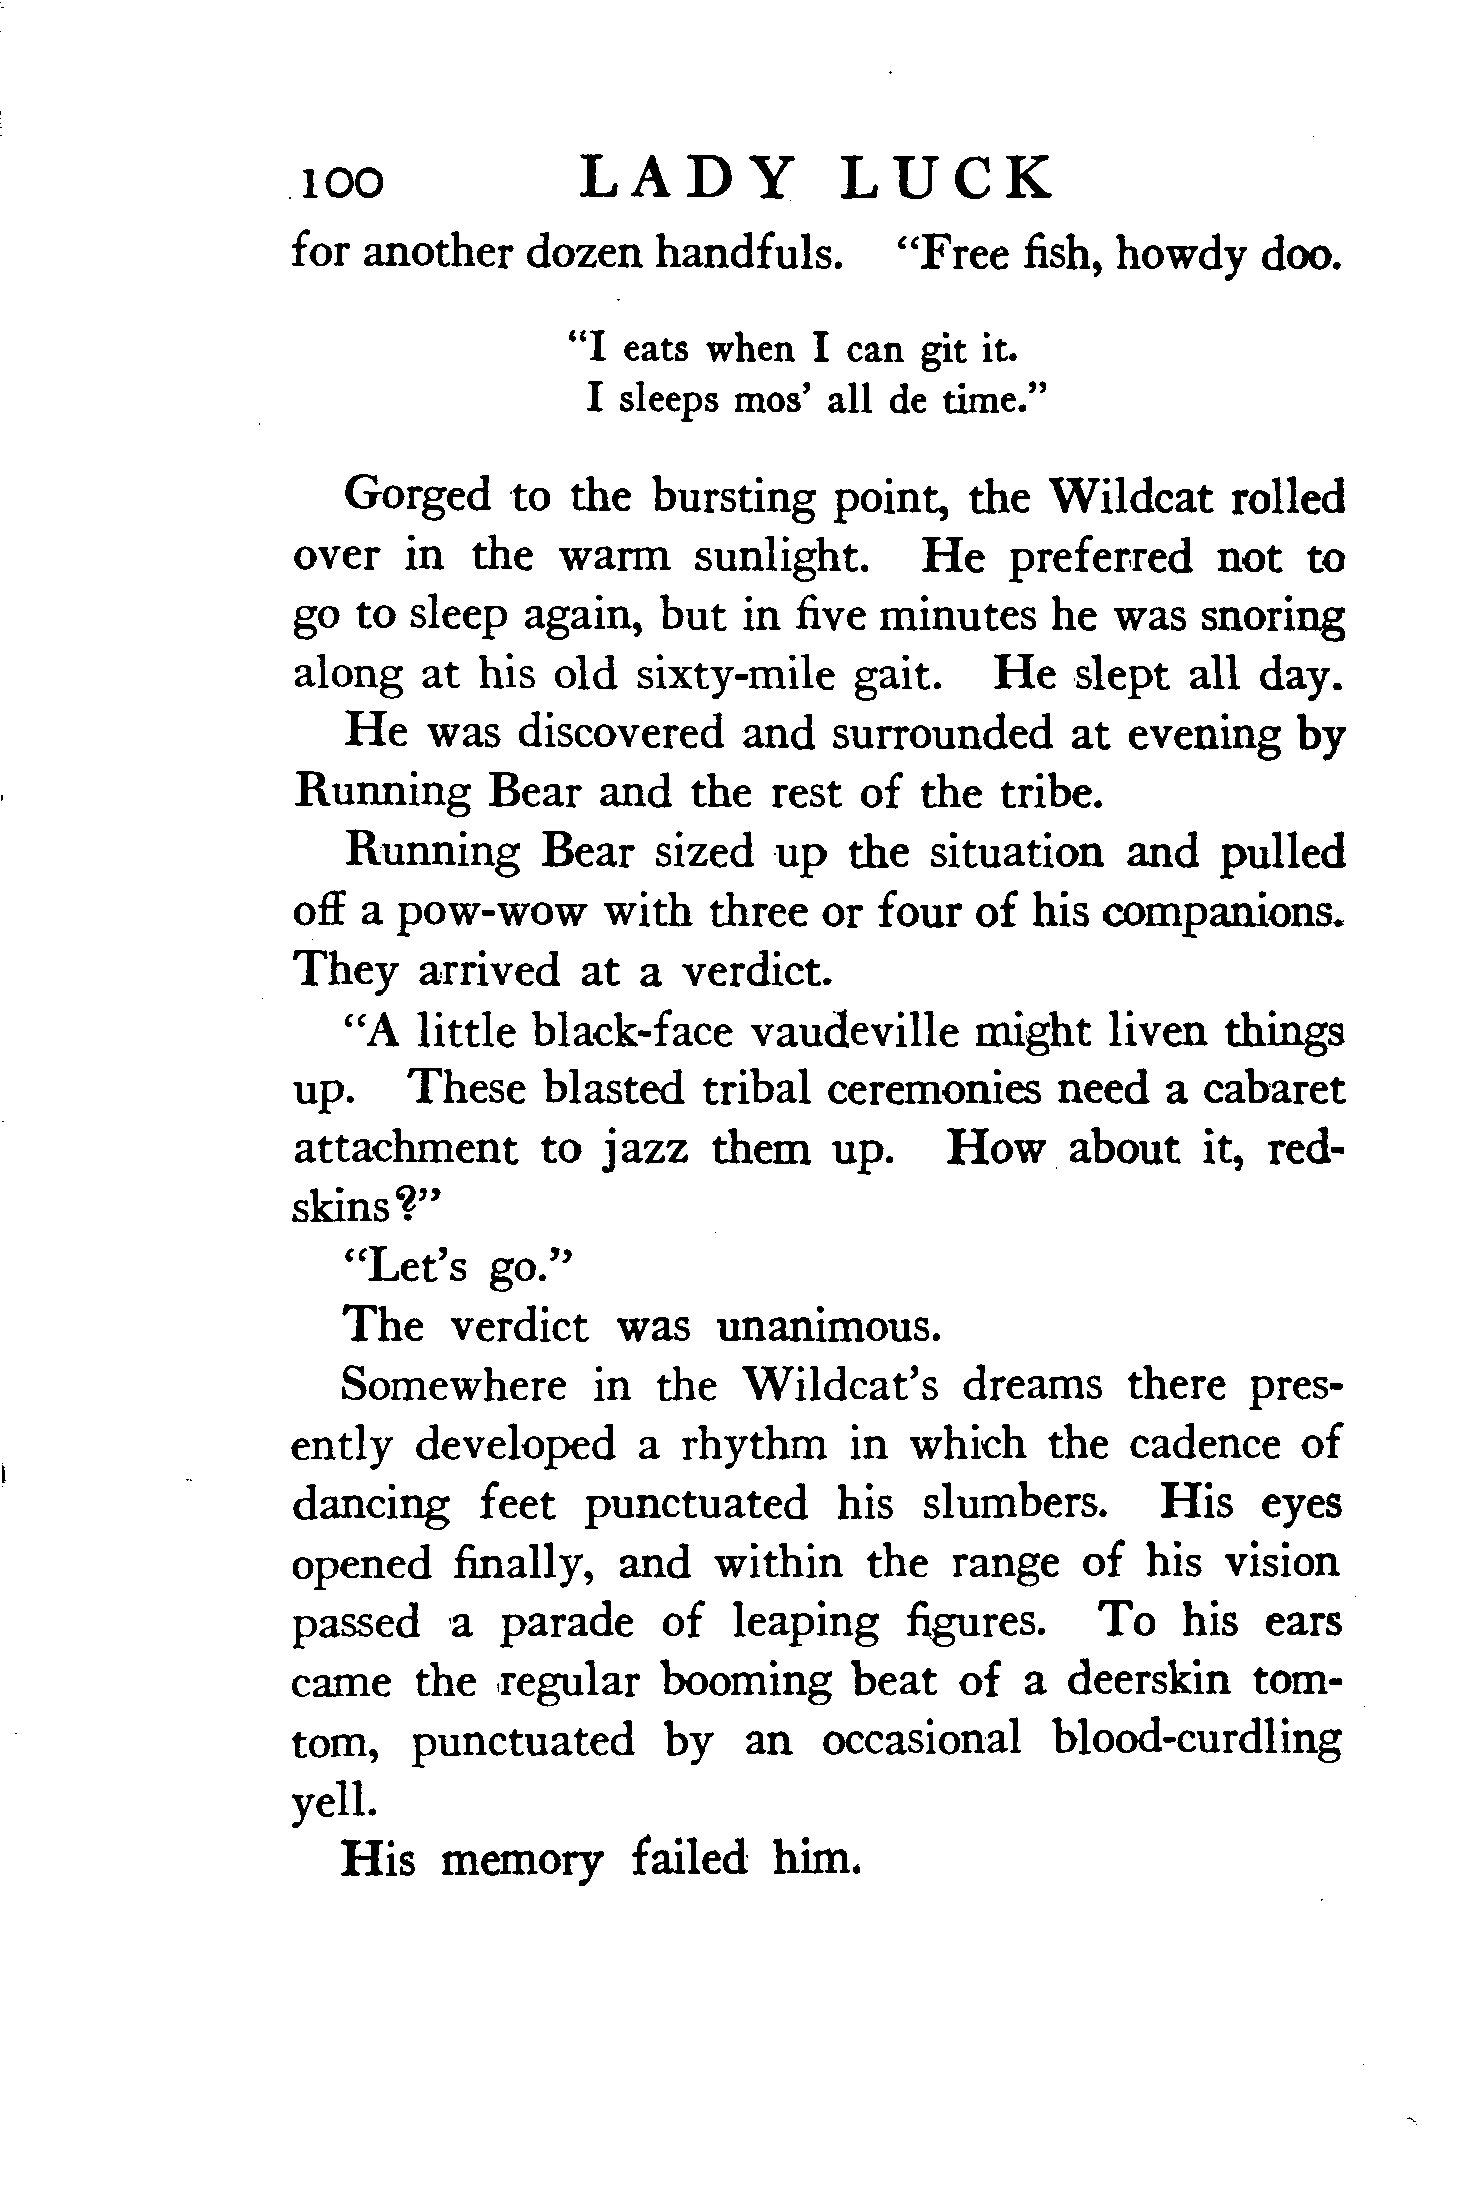 100 LADY LUCK
for another dozen handfuls. "Free fish, howdy doo.
"I eats when I can git it.
I sleeps mos' all de time."
Gorged to the bursting point, the Wildcat rolled
over in the warm sunlight. He preferred not to
go to sleep again, but in five minutes he was snoring
along at his old sixty-mile gait. He slept all day.
He was discovered and surrounded at evening by
Running Bear and the rest of the tribe.
Running Bear sized up the situation and pulled
off a pow-wow with three or four of his companions.
They arrived at a verdict.
"A little black-face vaudeville might liven things
up. These blasted tribal ceremonies need a cabaret
attachment to jazz them up. How about it, red-
skins?"
"Let's go."
The verdict was unanimous.
Somewhere in the Wildcat's dreams there pres-
ently developed a rhythm in which the cadence of
dancing feet punctuated his slumbers. His eyes
opened finally, and within the range of his vision
passed a parade of leaping figures. To his ears
came the regular booming beat of a deerskin tom-
tom, punctuated by an occasional blood-curdling
yell.
His memory failed him.